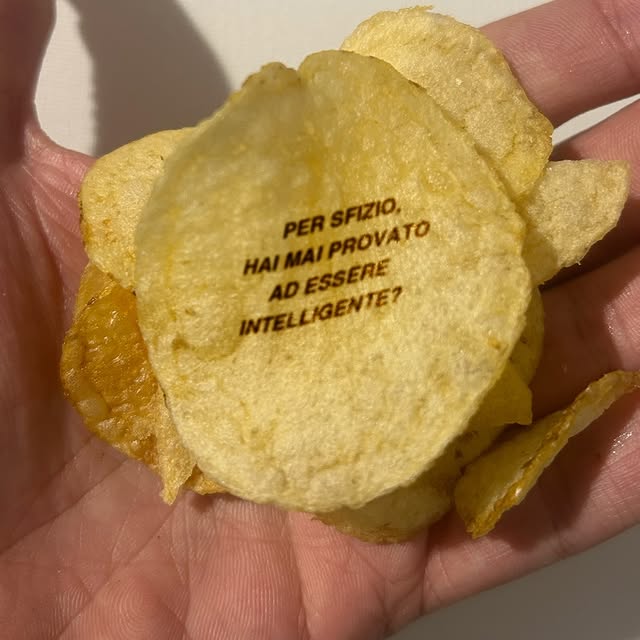 PER SFIZIO,
HAI MAI PROVATO
AD ESSERE
INTELLIGENTE?